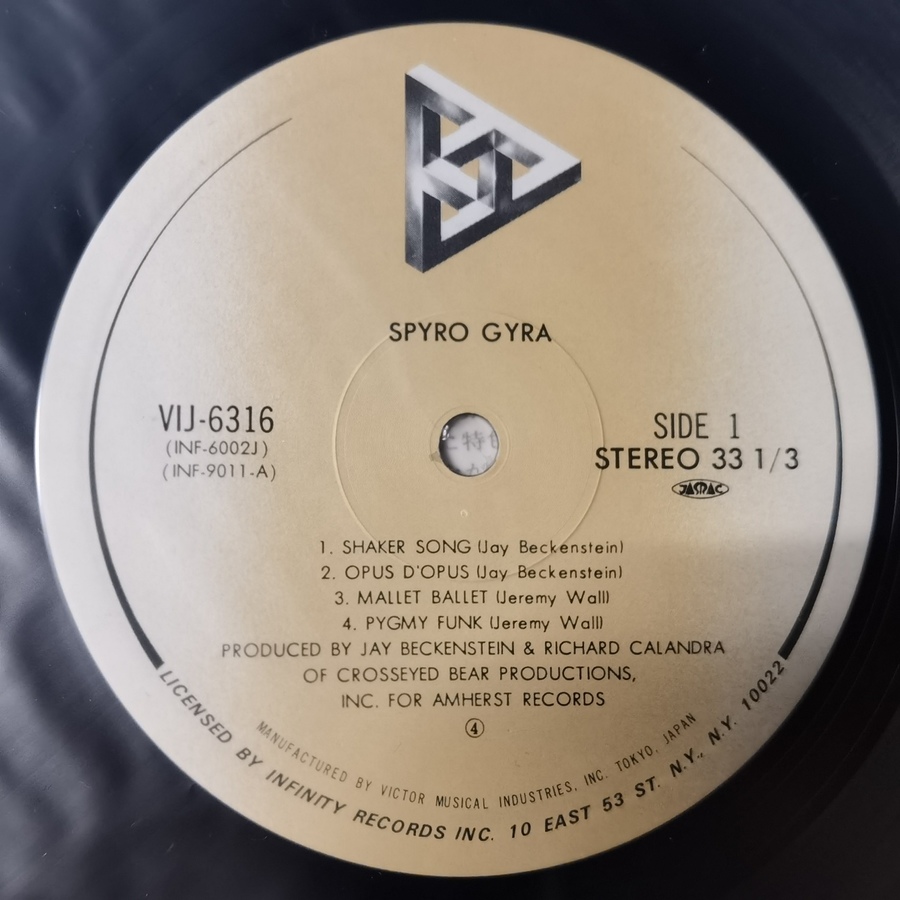 SPYRO GYRA
VIJ-6316
(INF-6002J)
(INF-9011-A)
SIDE 1
STEREO 33 1/3
JASRAC
1. SHAKER SONG (Jay Beckenstein)
2. OPUS D'OPUS (Jay Beckenstein)
3. MALLET BALLET (Jeremy Wall)
4. PYGMY FUNK (Jeremy Wall)
PRODUCED BY JAY BECKENSTEIN & RICHARD CALANDRA
OF CROSSEYED BEAR PRODUCTIONS,
INC. FOR AMHERST RECORDS
④
MANUFACTURED BY VICTOR MUSICAL INDUSTRIES, INC. TOKYO, JAPAN
LICENSED BY INFINITY RECORDS INC. 10 EAST 53 ST. N.Y., N.Y. 10022